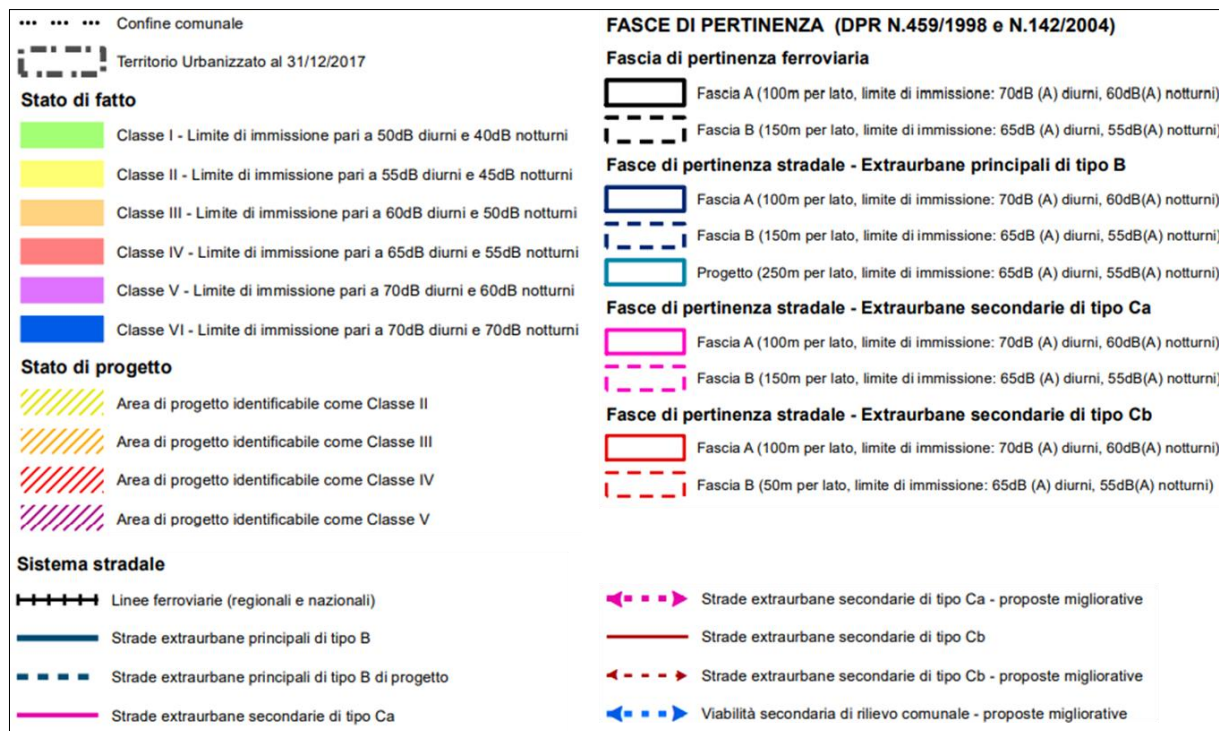 Confine comunale
Territorio Urbanizzato al 31/12/2017
Stato di fatto
Classe I - Limite di immissione pari a 50dB diurni e 40dB notturni
Classe II - Limite di immissione pari a 55dB diurni e 45dB notturni
Classe III - Limite di immissione pari a 60dB diurni e 50dB notturni
Classe IV - Limite di immissione pari a 65dB diurni e 55dB notturni
Classe V - Limite di immissione pari a 70dB diurni e 60dB notturni
Classe VI - Limite di immissione pari a 70dB diurni e 70dB notturni
Stato di progetto
Area di progetto identificabile come Classe II
Area di progetto identificabile come Classe III
Area di progetto identificabile come Classe IV
Area di progetto identificabile come Classe V
FASCE DI PERTINENZA (DPR N.459/1998 e N.142/2004)
Fascia di pertinenza ferroviaria
Fascia A (100m per lato, limite di immissione: 70dB (A) diurni, 60dB(A) notturni)
Fascia B (150m per lato, limite di immissione: 65dB (A) diurni, 55dB(A) notturni)
Fasce di pertinenza stradale - Extraurbane principali di tipo B
Fascia A (100m per lato, limite di immissione: 70dB (A) diurni, 60dB(A) notturni)
Fascia B (150m per lato, limite di immissione: 65dB (A) diurni, 55dB(A) notturni)
Progetto (250m per lato, limite di immissione: 65dB (A) diurni, 55dB(A) notturni)
Fasce di pertinenza stradale - Extraurbane secondarie di tipo Ca
Fascia A (100m per lato, limite di immissione: 70dB (A) diurni, 60dB(A) notturni)
Fascia B (150m per lato, limite di immissione: 65dB (A) diurni, 55dB(A) notturni)
Fasce di pertinenza stradale - Extraurbane secondarie di tipo Cb
Fascia A (100m per lato, limite di immissione: 70dB (A) diurni, 60dB(A) notturni)
Fascia B (50m per lato, limite di immissione: 65dB (A) diurni, 55dB(A) notturni)
Sistema stradale
Linee ferroviarie (regionali e nazionali)
Strade extraurbane principali di tipo B
Strade extraurbane principali di tipo B di progetto
Strade extraurbane secondarie di tipo Ca
Strade extraurbane secondarie di tipo Ca - proposte migliorative
Strade extraurbane secondarie di tipo Cb
Strade extraurbane secondarie di tipo Cb - proposte migliorative
Viabilità secondaria di rilievo comunale - proposte migliorative